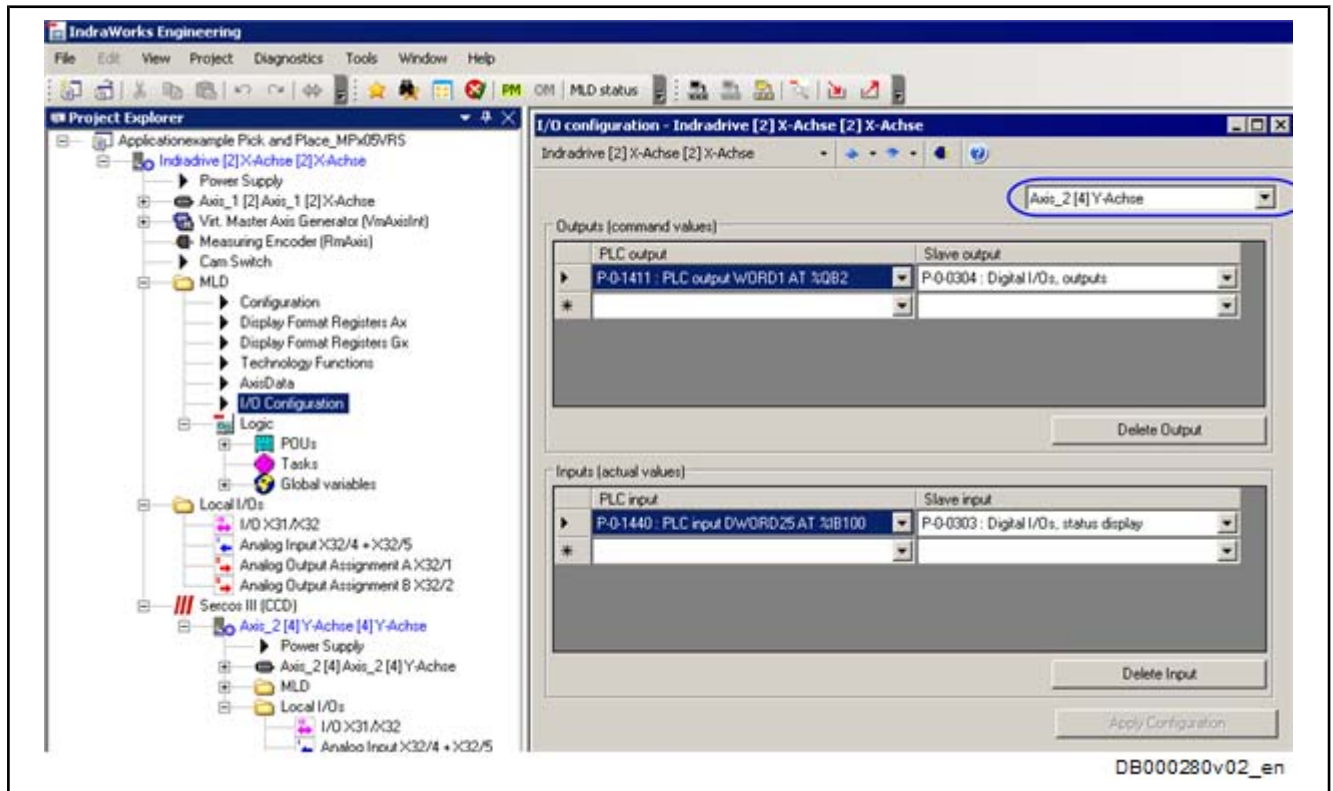 IndraWorks Engineering
File Edit View Project Diagnostics Tools Window Help
PM OM MLD status
Project Explorer
Applicationexample Pick and Place_MPx05VRS
Indradrive [2] X-Achse [2] X-Achse
Power Supply
Axis_1 [2] Axis_1 [2] X-Achse
Virt. Master Axis Generator (VmAxisInt)
Measuring Encoder (RmAxis)
Cam Switch
MLD
Configuration
Display Format Registers Ax
Display Format Registers Gx
Technology Functions
AxisData
I/O Configuration
Logic
POUs
Tasks
Global variables
Local I/Os
I/O X31/X32
Analog Input X32/4 + X32/5
Analog Output Assignment A X32/1
Analog Output Assignment B X32/2
Sercos III (CCD)
Axis_2 [4] Y-Achse [4] Y-Achse
Power Supply
Axis_2 [4] Axis_2 [4] Y-Achse
MLD
Local I/Os
I/O X31/X32
Analog Input X32/4 + X32/5
I/O configuration - Indradrive [2] X-Achse [2] X-Achse
Indradrive [2] X-Achse [2] X-Achse
Axis_2 [4] Y-Achse
Outputs (command values)
PLC output Slave output
P-0-1411 : PLC output WORD1 AT %QB2 P-0-0304 : Digital I/Os, outputs
Delete Output
Inputs (actual values)
PLC input Slave input
P-0-1440 : PLC input DWORD25 AT %IB100 P-0-0303 : Digital I/Os, status display
Delete Input
Apply Configuration
DB000280v02_en